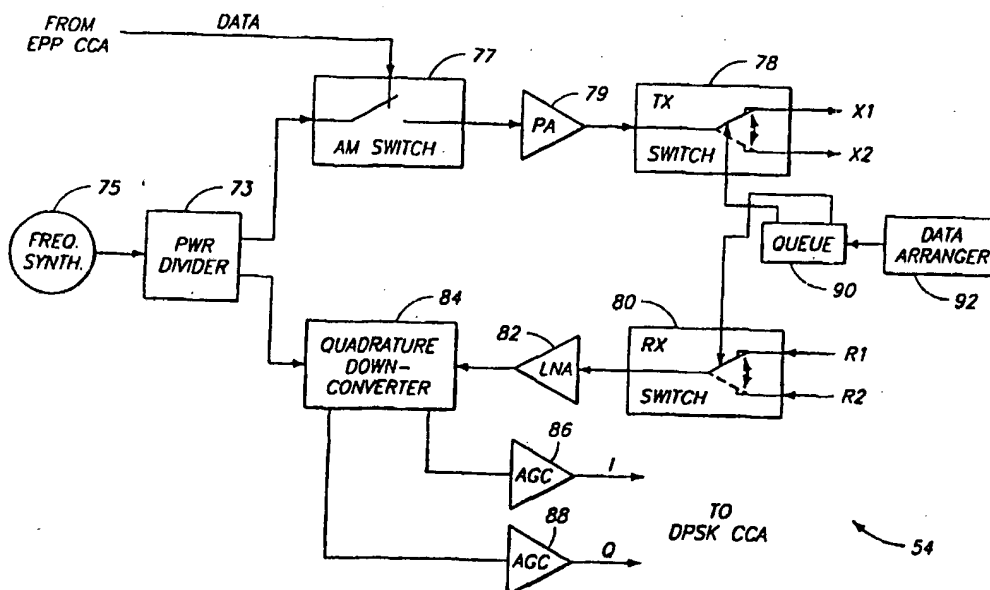 FROM
EPP CCA
DATA
77
AM SWITCH
79
PA
78
TX
SWITCH
X1
X2
75
FREQ.
SYNTH.
73
PWR
DIVIDER
QUEUE
90
DATA
ARRANGER
92
84
QUADRATURE
DOWN-
CONVERTER
82
LNA
80
RX
SWITCH
R1
R2
86
AGC
I
88
AGC
Q
TO
DPSK CCA
54